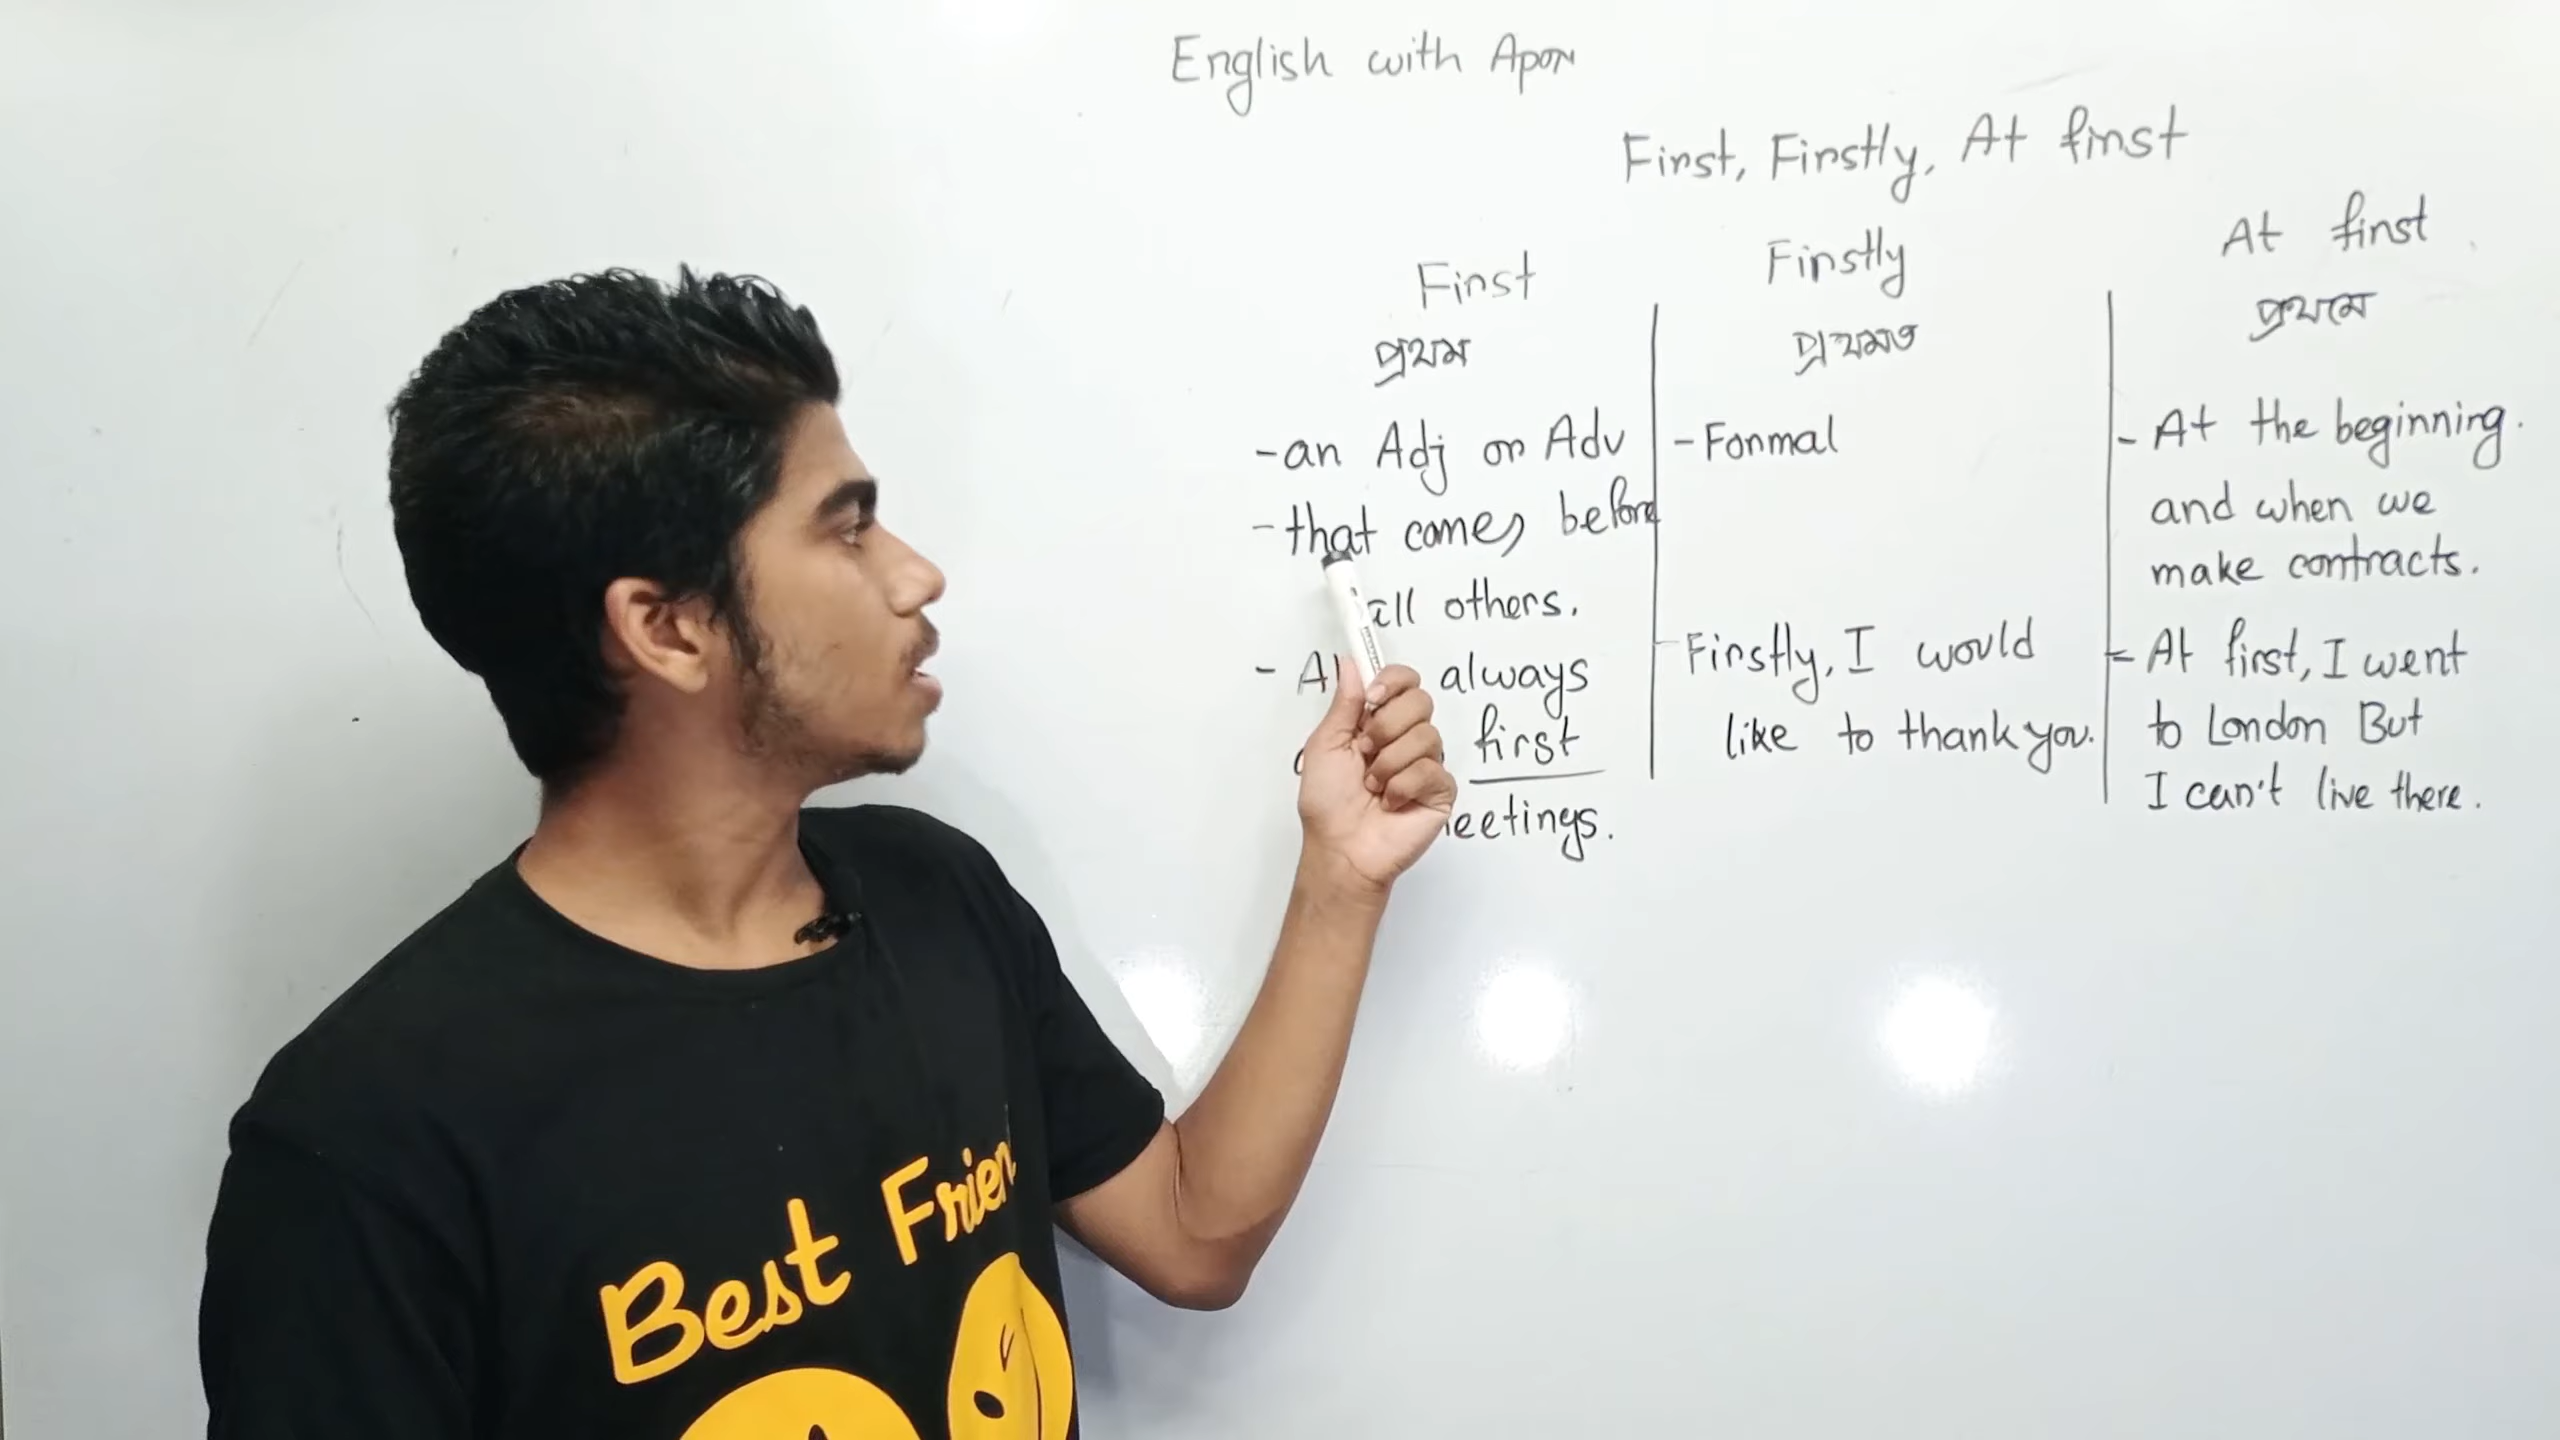 English with Apon
First, Firstly, At first
First
প্রথম
-an Adj or Adv
-that comes before
all others.
- always
first
Firstly
প্রথমত
-Formal
Firstly, I would
like to thank you.
At first
প্রথমে
- At the beginning.
and when we
make contracts.
- At first, I went
to London But
I can't live there.
Best